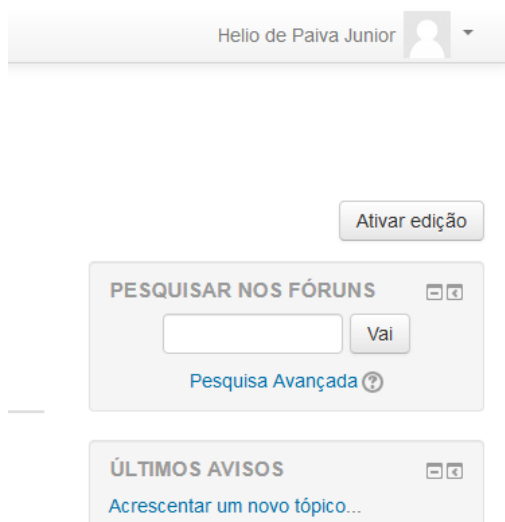 Helio de Paiva Junior
Ativar edição
PESQUISAR NOS FÓRUNS
Vai
Pesquisa Avançada ?
ÚLTIMOS AVISOS
Acrescentar um novo tópico...